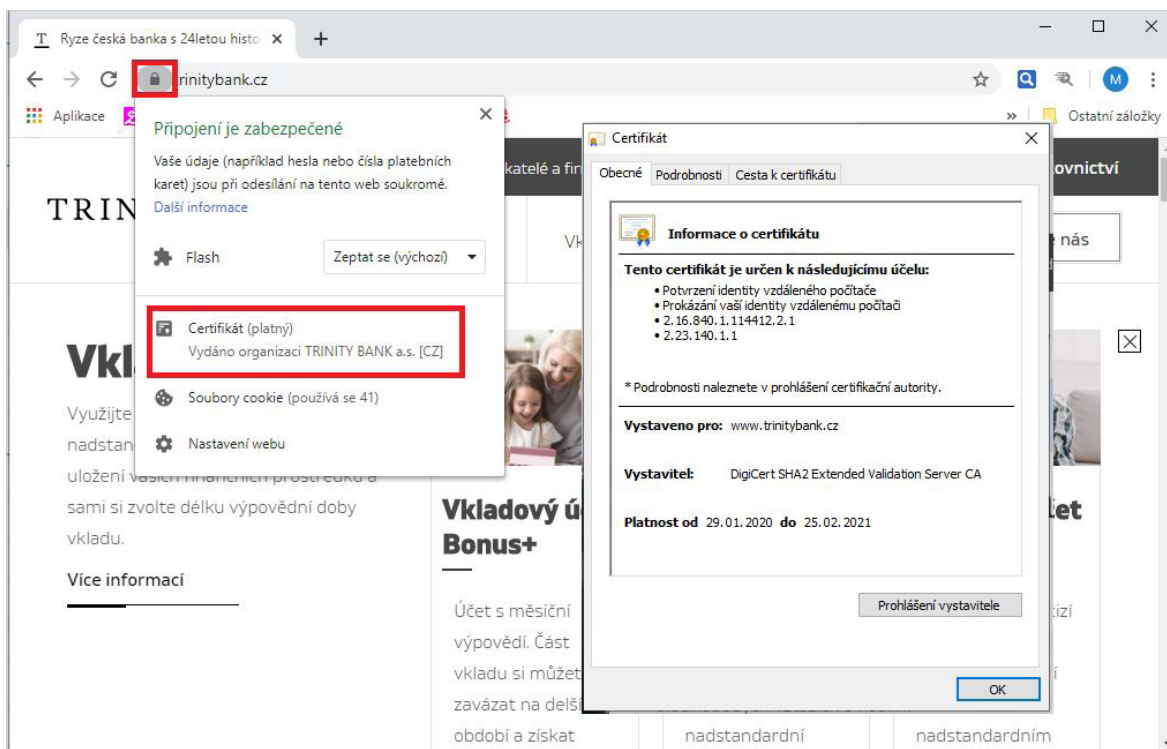 T Ryze česká banka s 24letou histo
rinitybank.cz
M
Aplikace
» Ostatní záložky
Připojení je zabezpečené
Vaše údaje (například hesla nebo čísla platebních
karet) jsou při odesílání na tento web soukromé.
Další informace
Flash Zeptat se (výchozí)
Certifikát (platný)
Vydáno organizaci TRINITY BANK a.s. [CZ]
Soubory cookie (používá se 41)
Nastavení webu
katelé a fir
ovnictví
TRIN
Vk
nás
Vkl
Využijte
nadstan
uložení vašich finančních prostředků a
sami si zvolte délku výpovědní doby
vkladu.
Více informací
Vkladový ú
Bonus+
Účet s měsíční
výpovědí. Část
vkladu si můžet
zavázat na delší
období a získat
nadstandardní
et
izí
í
nadstandardním
Certifikát
Obecné Podrobnosti Cesta k certifikátu
Informace o certifikátu
Tento certifikát je určen k následujícímu účelu:
• Potvrzení identity vzdáleného počítače
• Prokázání vaší identity vzdálenému počítači
• 2.16.840.1.114412.2.1
• 2.23.140.1.1
* Podrobnosti naleznete v prohlášení certifikační autority.
Vystaveno pro: www.trinitybank.cz
Vystavitel: DigiCert SHA2 Extended Validation Server CA
Platnost od 29.01.2020 do 25.02.2021
Prohlášení vystavitele
OK